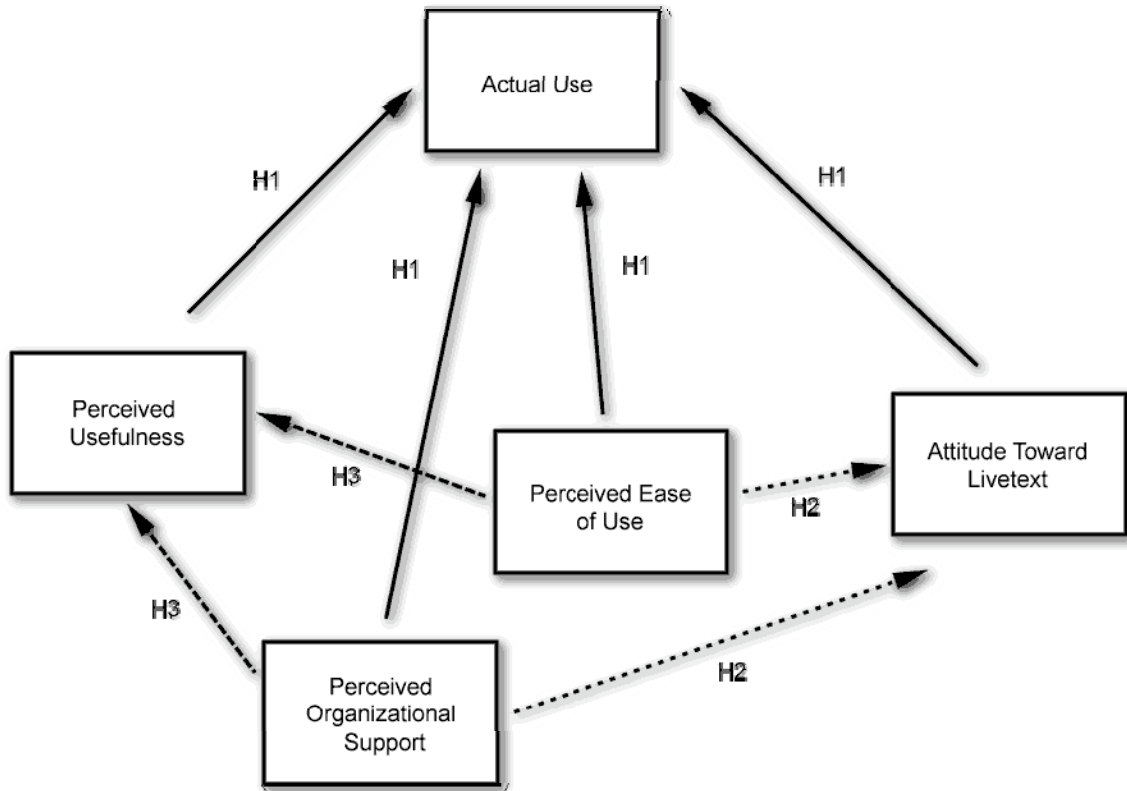 Actual Use
H1
H1
H1
H1
Perceived
Usefulness
H3
Perceived Ease
of Use
H2
Attitude Toward
Livetext
H3
Perceived
Organizational
Support
H2